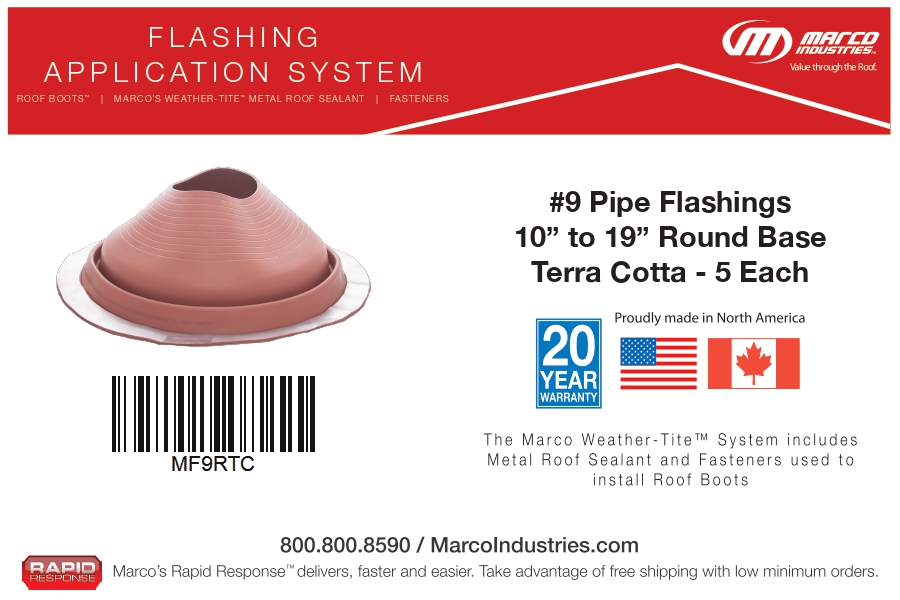 FLASHING
APPLICATION SYSTEM
ROOF BOOTS™ | MARCO'S WEATHER-TITE™ METAL ROOF SEALANT | FASTENERS
MARCO
INDUSTRIES™
Value through the Roof.
#9 Pipe Flashings
10” to 19” Round Base
Terra Cotta - 5 Each
Proudly made in North America
20
YEAR
WARRANTY
MF9RTC
The Marco Weather-Tite™ System includes
Metal Roof Sealant and Fasteners used to
install Roof Boots
800.800.8590 / MarcoIndustries.com
RAPID
RESPONSE
Marco’s Rapid Response™ delivers, faster and easier. Take advantage of free shipping with low minimum orders.